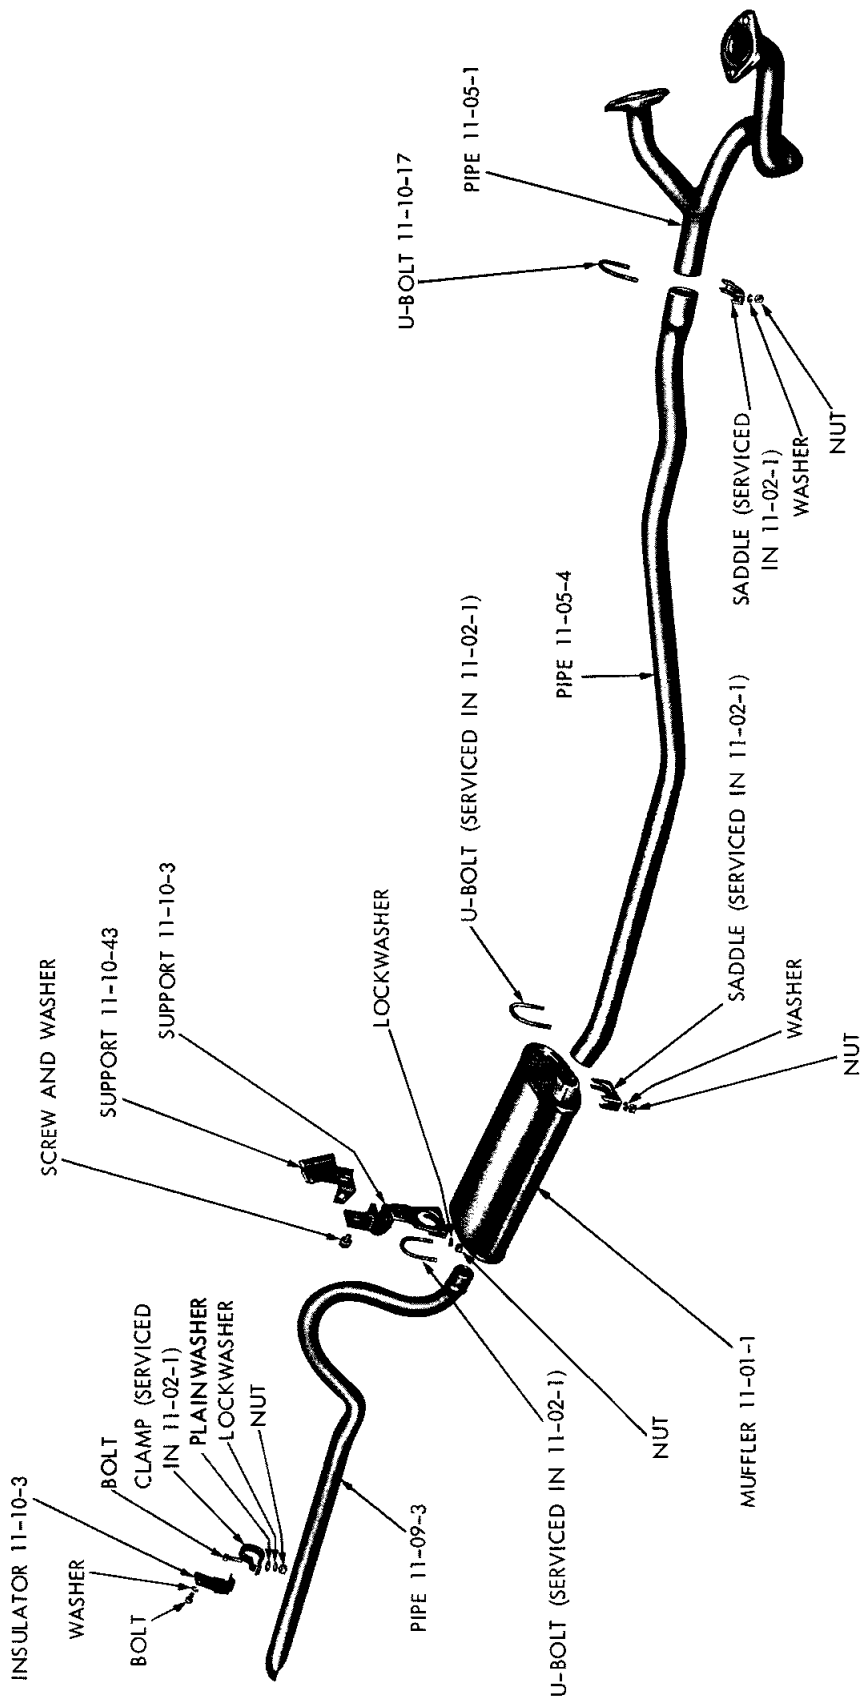 INSULATOR 11-10-3
WASHER
BOLT
BOLT
CLAMP (SERVICED
IN 11-02-1)
PLAINWASHER
LOCKWASHER
NUT
SCREW AND WASHER
SUPPORT 11-10-43
SUPPORT 11-10-3
LOCKWASHER
U-BOLT (SERVICED IN 11-02-1)
U-BOLT 11-10-17
PIPE 11-05-1
PIPE 11-05-4
PIPE 11-09-3
U-BOLT (SERVICED IN 11-02-1)
NUT
MUFFLER 11-01-1
SADDLE (SERVICED IN 11-02-1)
WASHER
NUT
SADDLE (SERVICED
IN 11-02-1)
WASHER
NUT